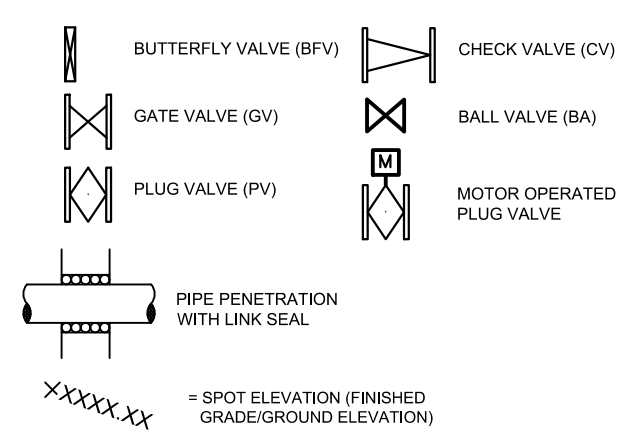 BUTTERFLY VALVE (BFV)
CHECK VALVE (CV)
GATE VALVE (GV)
BALL VALVE (BA)
PLUG VALVE (PV)
M
MOTOR OPERATED
PLUG VALVE
PIPE PENETRATION
WITH LINK SEAL
XXXXX.XX
= SPOT ELEVATION (FINISHED
GRADE/GROUND ELEVATION)